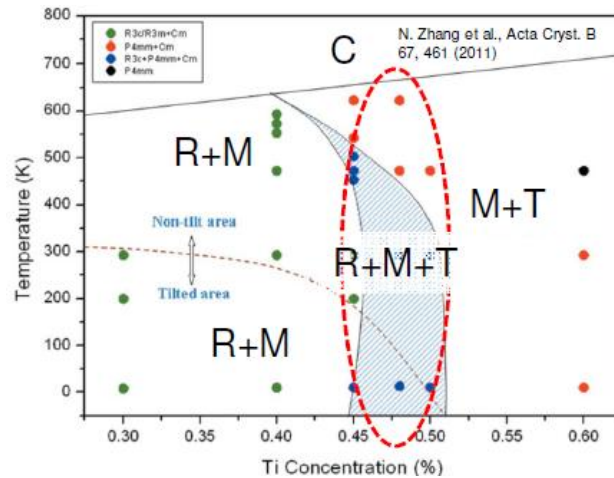 R3c/R3m+Cm
P4mm+Cm
R3c+P4mm+Cm
P4mm
N. Zhang et al., Acta Cryst. B
67, 461 (2011)
C
R+M
M+T
Non-tilt area
R+M+T
Tilted area
R+M
Temperature (K)
800
700
600
500
400
300
200
100
0
0.30
0.35
0.40
0.45
0.50
0.55
0.60
Ti Concentration (%)